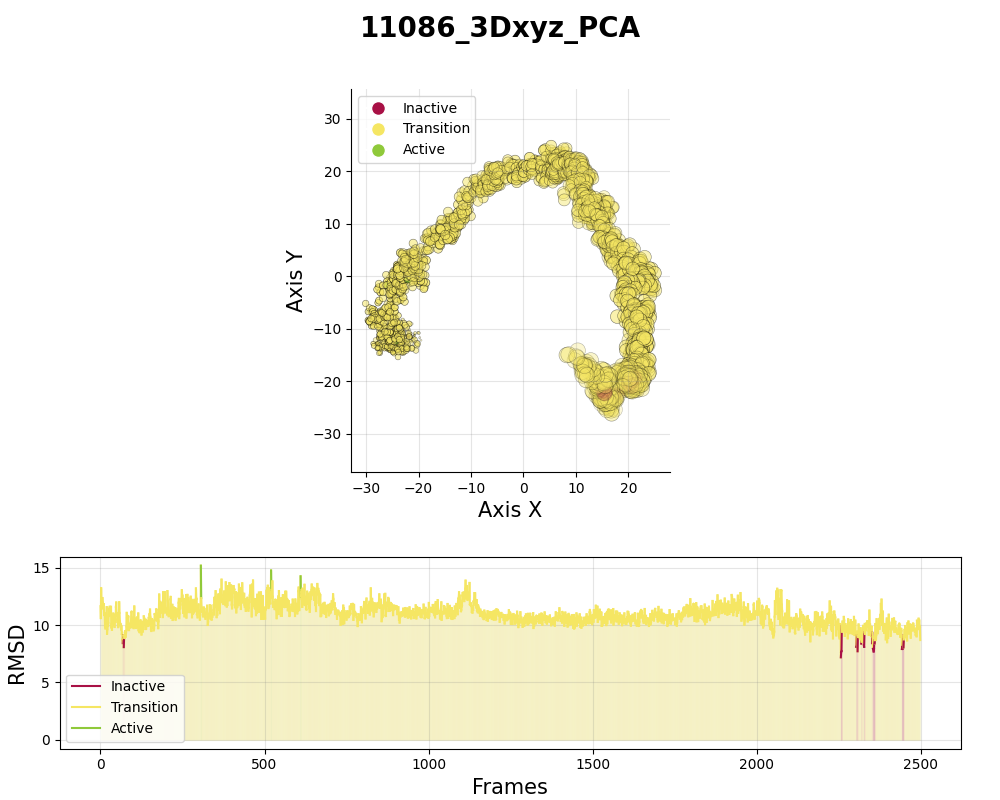 11086_3Dxyz_PCA
Inactive
Transition
Active
30
20
10
0
−10
−20
−30
Axis Y
−30 −20 −10 0 10 20
Axis X
15
10
5
0
RMSD
Inactive
Transition
Active
0 500 1000 1500 2000 2500
Frames